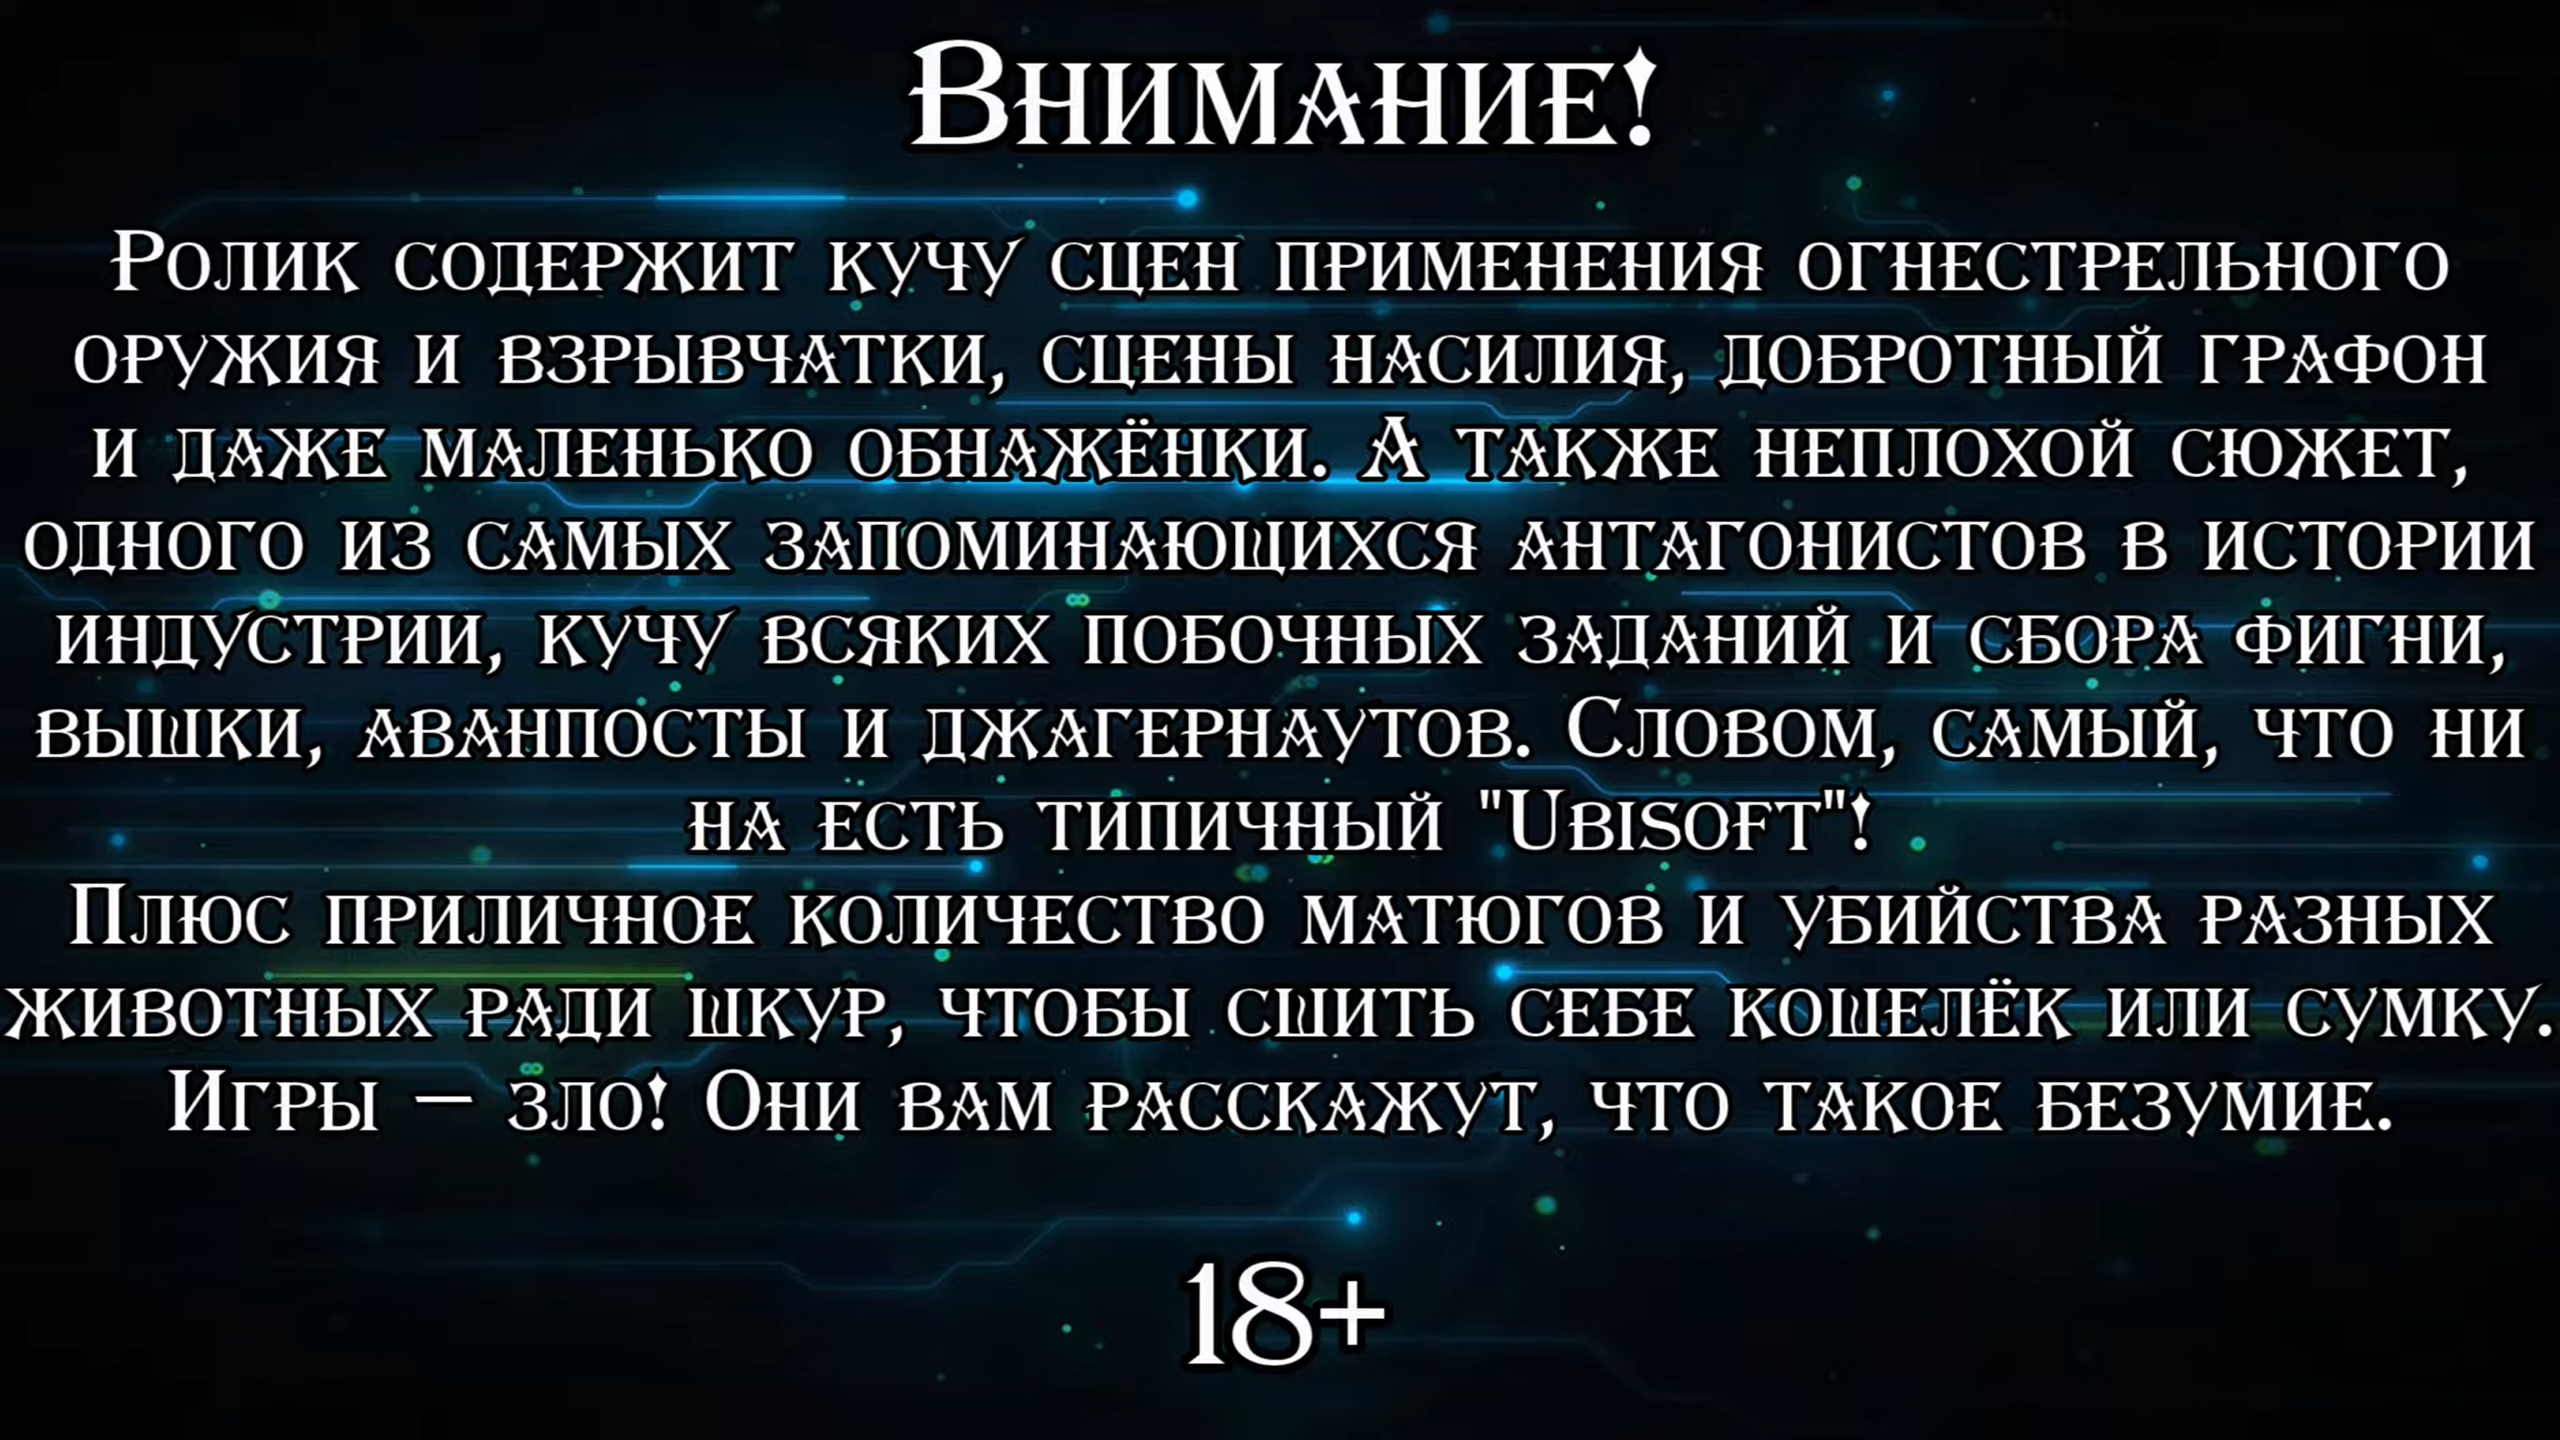 Внимание!
Ролик содержит кучу сцен применения огнестрельного
оружия и взрывчатки, сцены насилия, добротный графон
и даже маленько обнажёнки. А также неплохой сюжет,
одного из самых запоминающихся антагонистов в истории
индустрии, кучу всяких побочных заданий и сбора фигни,
вышки, аванпосты и джагернаутов. Словом, самый, что ни
на есть типичный "Ubisoft"!
Плюс приличное количество матюгов и убийства разных
животных ради шкур, чтобы сшить себе кошелёк или сумку.
Игры – зло! Они вам расскажут, что такое безумие.
18+